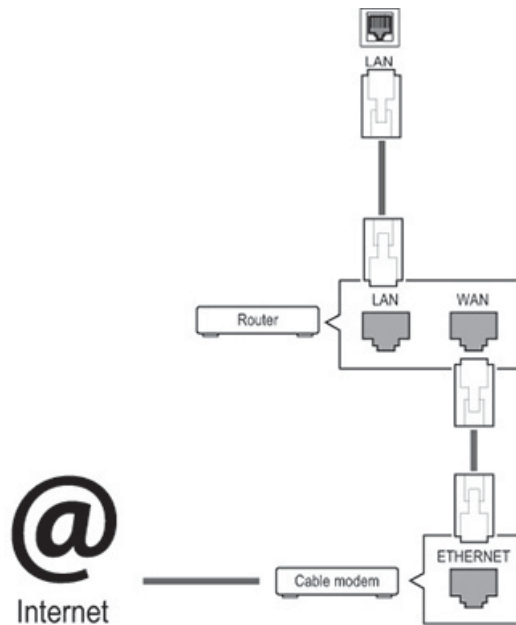 LAN
LAN WAN
Router
ETHERNET
Cable modem
@
Internet